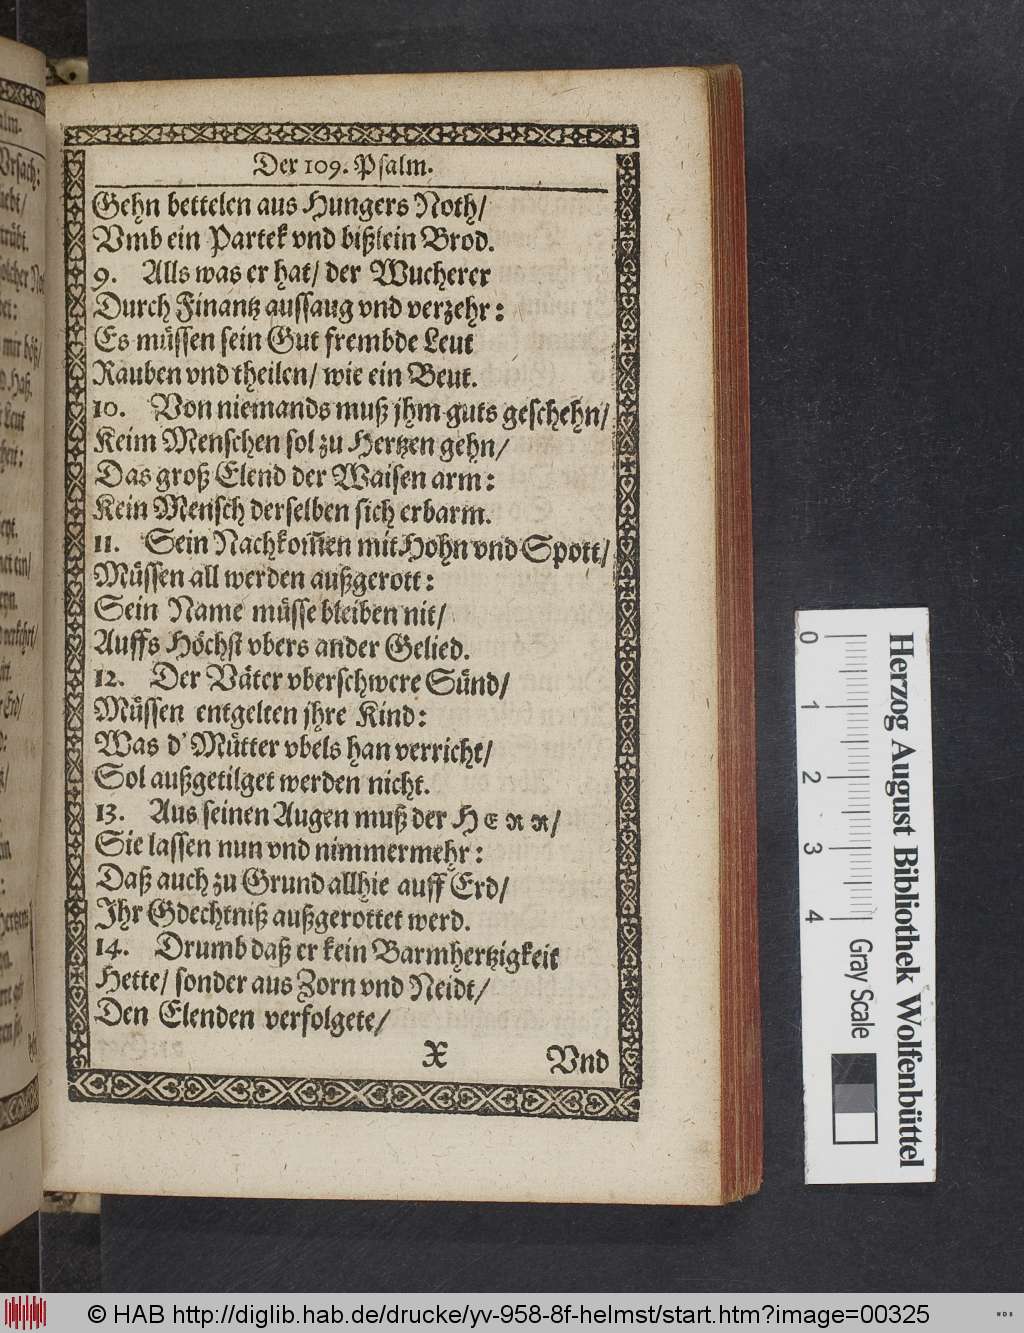 Der 109. Psalm.
Gehn bettelen aus Hungers Noth/
Vmb ein Partek vnd bißlein Brod.
9. Alls was er hat/ der Wucherer
Durch Finantz aussaug vnd verzehr:
Es müssen sein Gut frembde Leut
Rauben vnd theilen/ wie ein Beut.
10. Von niemands muß jhm guts geschehn/
Keim Menschen sol zu Hertzen gehn/
Das groß Elend der Waisen arm:
Kein Mensch derselben sich erbarm.
11. Sein Nachkom̃en mit Hohn vnd Spott/
Müssen all werden außgerott:
Sein Name müsse bleiben nit/
Auffs Höchst vbers ander Gelied.
12. Der Väter vberschwere Sünd/
Müssen entgelten jhre Kind:
Was d' Mütter vbels han verricht/
Sol außgetilget werden nicht.
13. Aus seinen Augen muß der HERR/
Sie lassen nun vnd nimmermehr:
Daß auch zu Grund allhie auff Erd/
Ihr Gdechtniß außgerottet werd.
14. Drumb daß er kein Barmhertzigkeit
Hette/ sonder aus Zorn vnd Neidt/
Den Elenden verfolgete/
X Vnd
0 1 2 3 4
Gray Scale
Herzog August Bibliothek Wolfenbüttel
© HAB http://diglib.hab.de/drucke/yv-958-8f-helmst/start.htm?image=00325